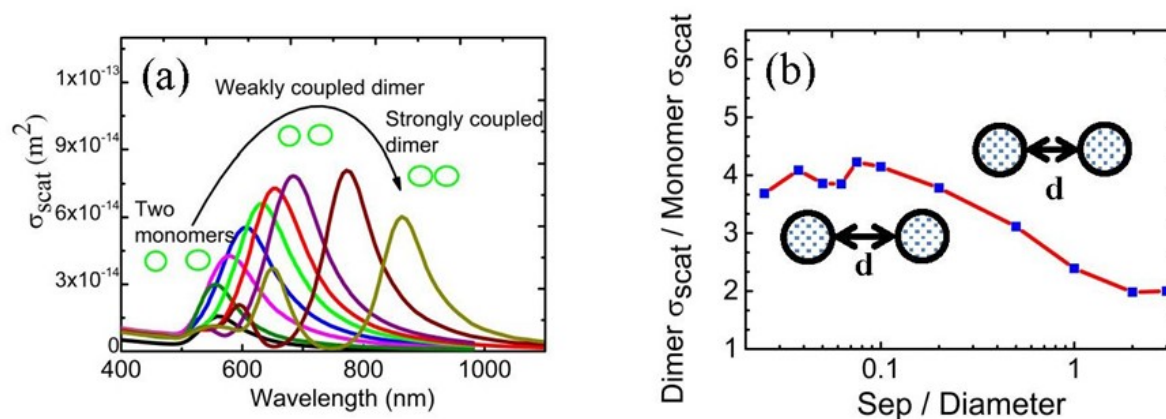 (a)
Weakly coupled dimer
Strongly coupled
dimer
Two
monomers
σscat (m²)
1x10⁻¹³
9x10⁻¹⁴
6x10⁻¹⁴
3x10⁻¹⁴
0
400 600 800 1000
Wavelength (nm)
(b)
d
d
Dimer σscat / Monomer σscat
6
5
4
3
2
1
0.1 1
Sep / Diameter